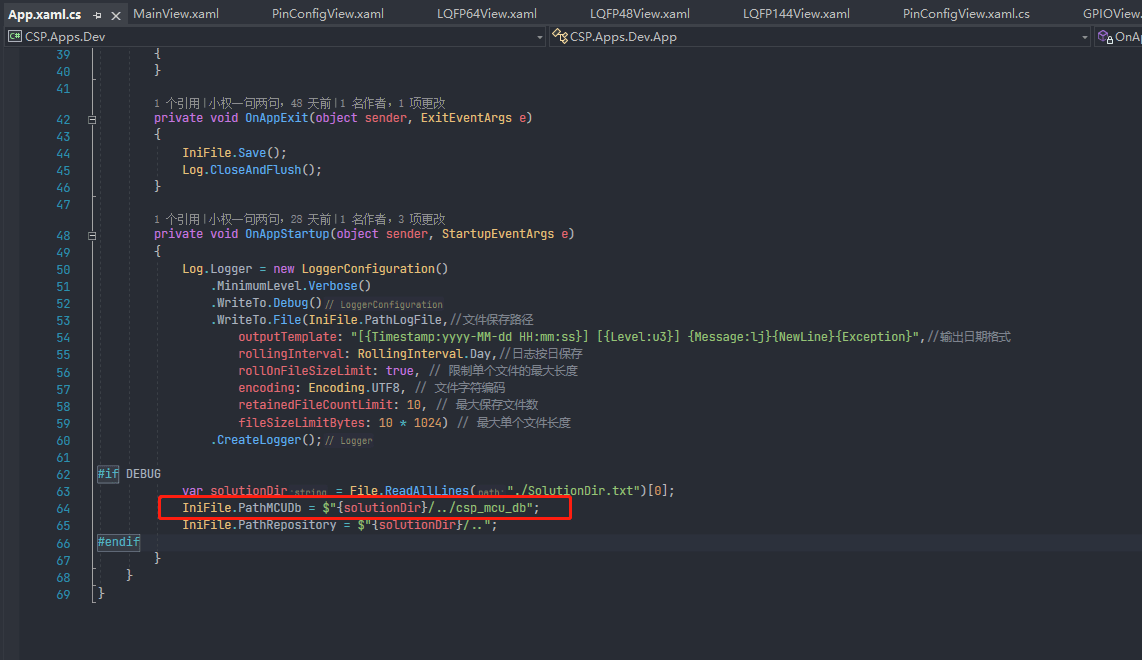 App.xaml.cs MainView.xaml PinConfigView.xaml LQFP64View.xaml LQFP48View.xaml LQFP144View.xaml PinConfigView.xaml.cs GPIOView.
C# CSP.Apps.Dev CSP.Apps.Dev.App OnA
39 {
40 }
41
1 个引用|小权一句两句，48 天前|1 名作者，1 项更改
42 private void OnAppExit(object sender, ExitEventArgs e)
43 {
44 IniFile.Save();
45 Log.CloseAndFlush();
46 }
47
1 个引用|小权一句两句，28 天前|1 名作者，3 项更改
48 private void OnAppStartup(object sender, StartupEventArgs e)
49 {
50 Log.Logger = new LoggerConfiguration()
51 .MinimumLevel.Verbose()
52 .WriteTo.Debug() // LoggerConfiguration
53 .WriteTo.File(IniFile.PathLogFile,//文件保存路径
54 outputTemplate: "[{Timestamp:yyyy-MM-dd HH:mm:ss}] [{Level:u3}] {Message:lj}{NewLine}{Exception}",//输出日期格式
55 rollingInterval: RollingInterval.Day,//日志按日保存
56 rollOnFileSizeLimit: true, // 限制单个文件的最大长度
57 encoding: Encoding.UTF8, // 文件字符编码
58 retainedFileCountLimit: 10, // 最大保存文件数
59 fileSizeLimitBytes: 10 * 1024) // 最大单个文件长度
60 .CreateLogger(); // Logger
61
62 #if DEBUG
63 var solutionDir :string = File.ReadAllLines( path: "./SolutionDir.txt")[0];
64 IniFile.PathMCUDb = $"{solutionDir}/../csp_mcu_db";
65 IniFile.PathRepository = $"{solutionDir}/..";
66 #endif
67 }
68 }
69 }